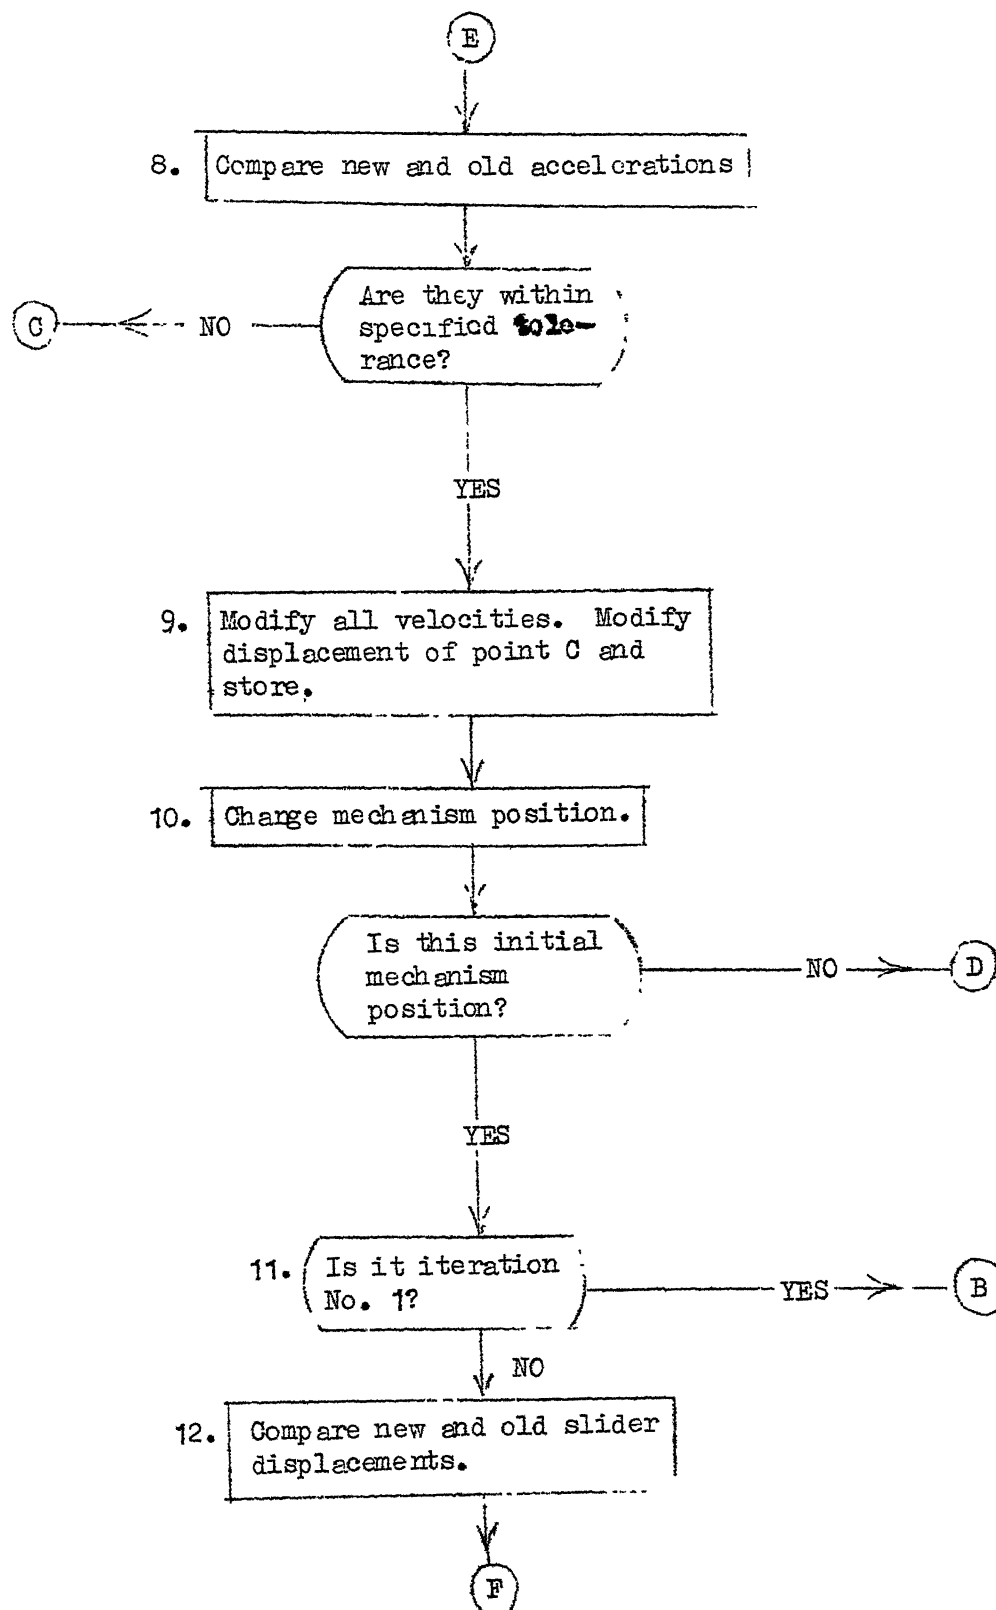 E
8. Compare new and old accelerations
Are they within
specified tole-
rance?
C
NO
YES
9. Modify all velocities. Modify
displacement of point C and
store.
10. Change mechanism position.
Is this initial
mechanism
position?
NO
D
YES
11. Is it iteration
No. 1?
YES
B
NO
12. Compare new and old slider
displacements.
F